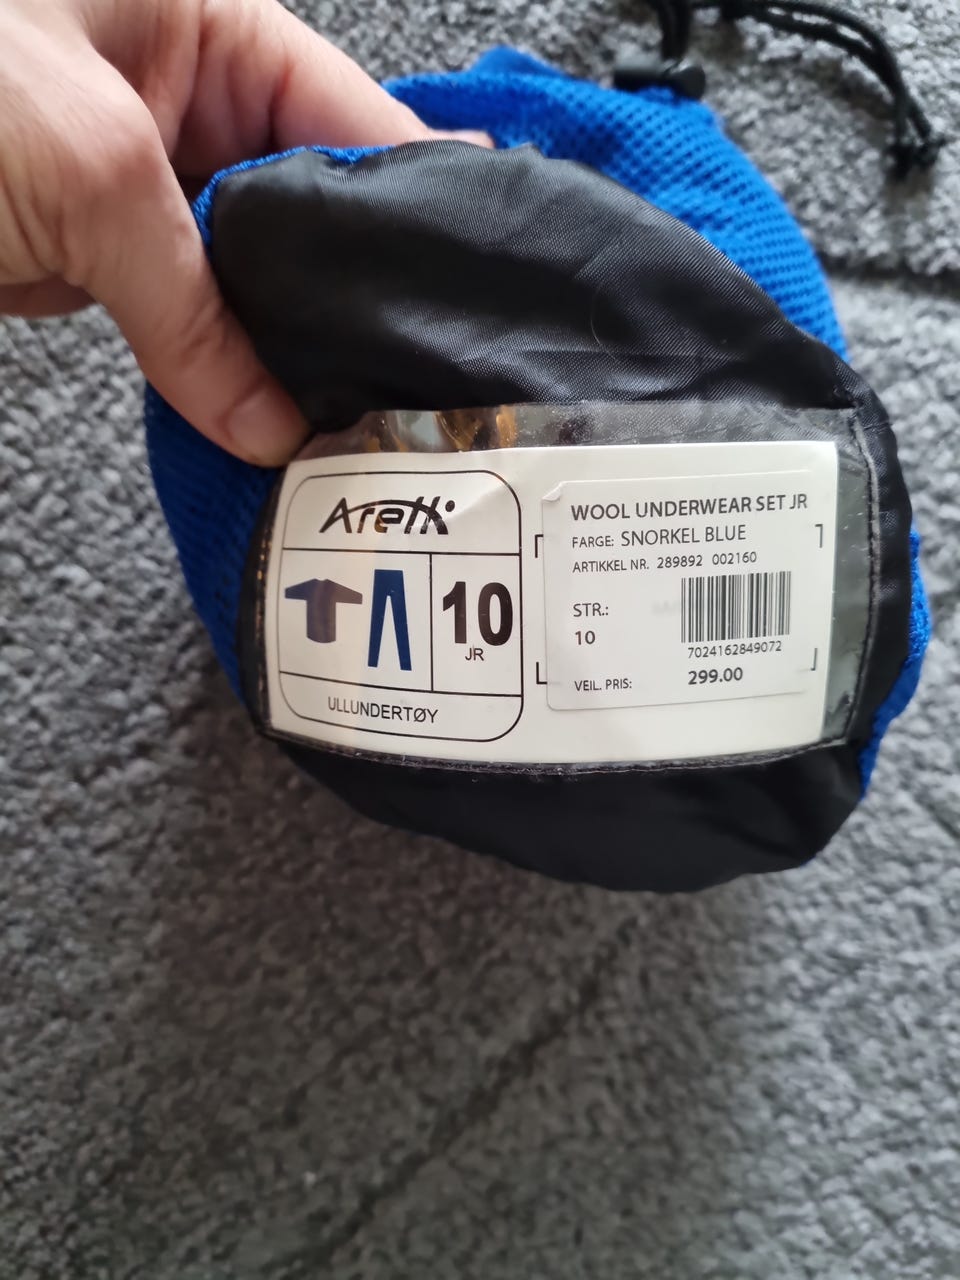 Aretk
10
JR
ULLUNDERTØY
WOOL UNDERWEAR SET JR
FARGE: SNORKEL BLUE
ARTIKKEL NR. 289892 002160
STR.:
10
7024162849072
VEIL. PRIS: 299.00